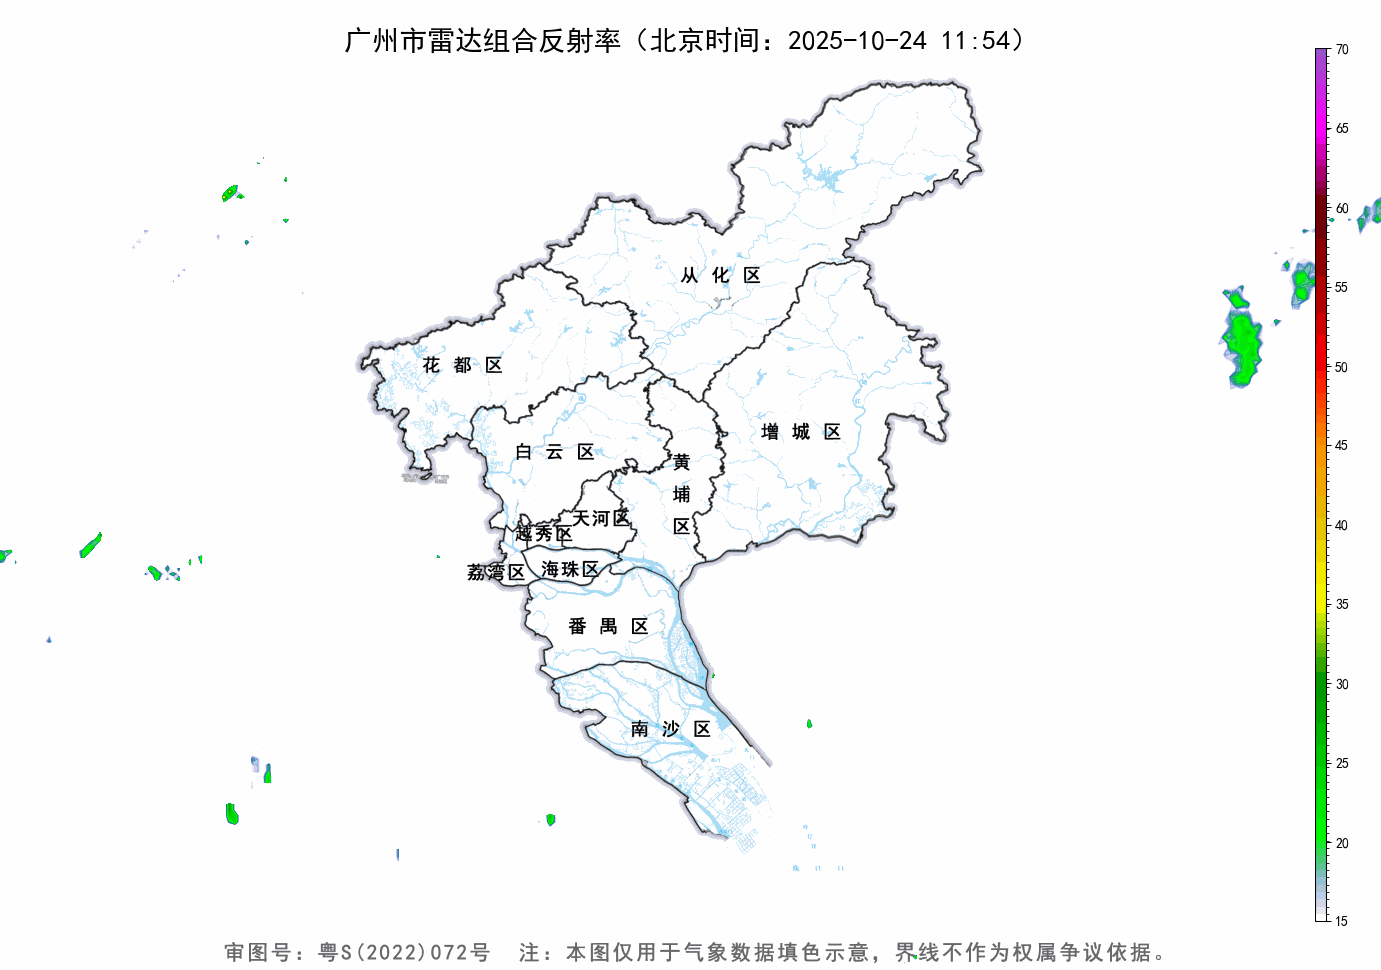 广州市雷达组合反射率（北京时间：2025-10-24 11:54）
70
65
60
55
50
45
40
35
30
25
20
15
从化区
花都区
增城区
白云区
黄埔区
天河区
越秀区
荔湾区
海珠区
番禺区
南沙区
审图号：粤S(2022)072号　注：本图仅用于气象数据填色示意，界线不作为权属争议依据。